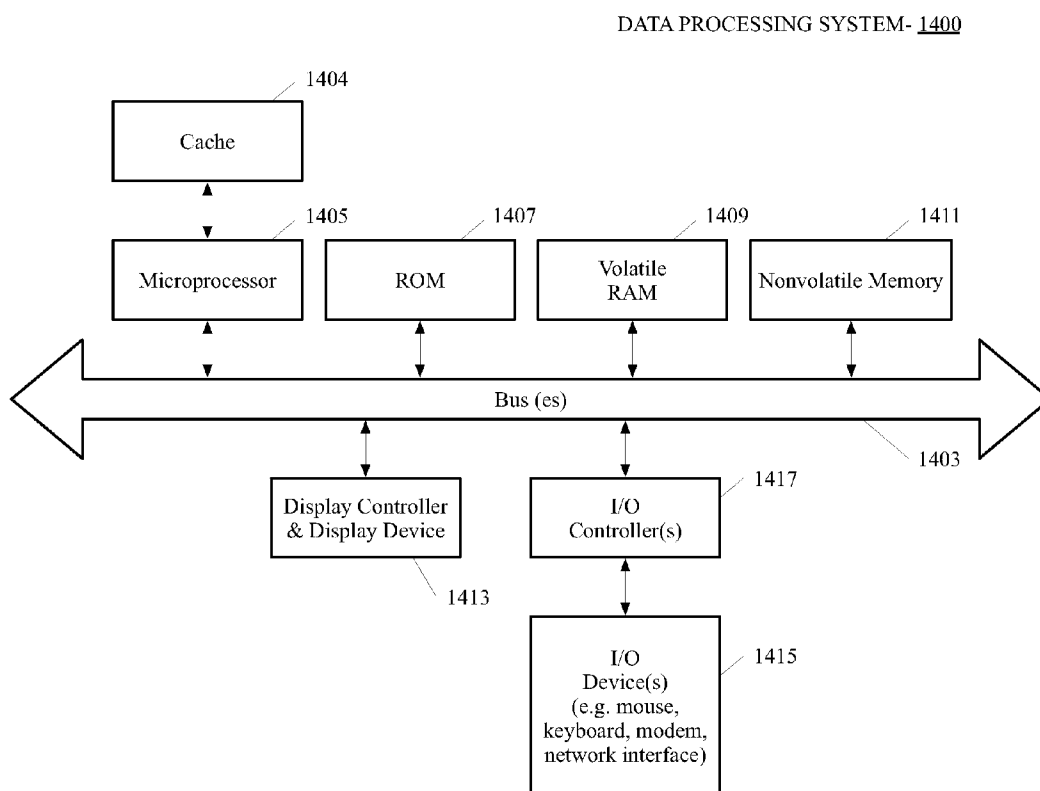 DATA PROCESSING SYSTEM- 1400
1404
Cache
1405
1407
1409
1411
Microprocessor
ROM
Volatile
RAM
Nonvolatile Memory
Bus (es)
1403
1417
Display Controller
& Display Device
I/O
Controller(s)
1413
1415
I/O
Device(s)
(e.g. mouse,
keyboard, modem,
network interface)